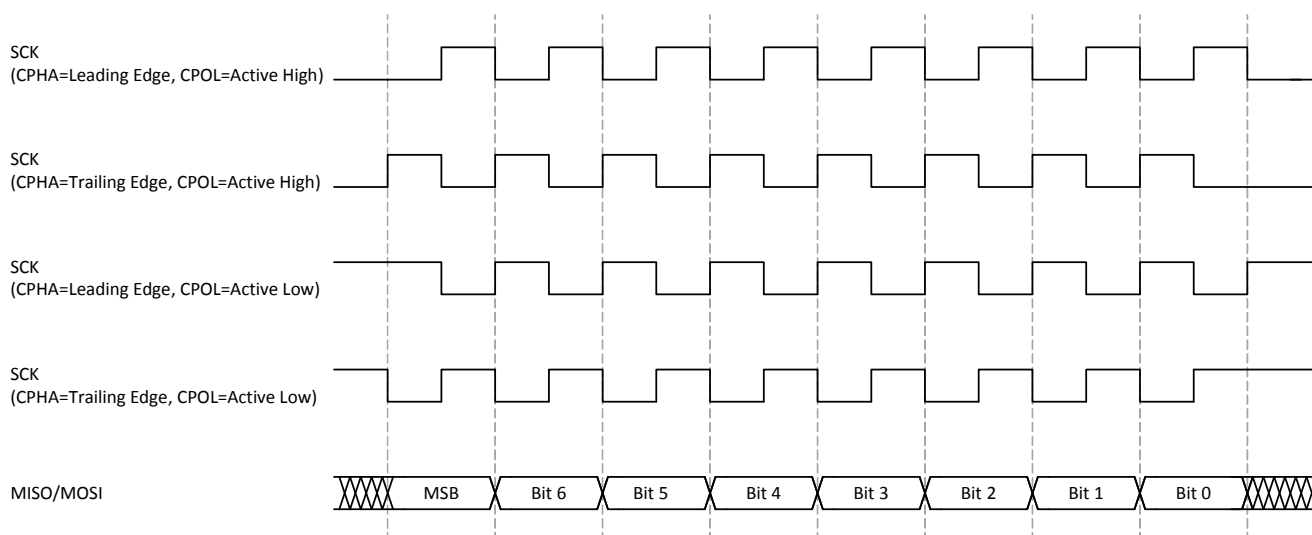 SCK
(CPHA=Leading Edge, CPOL=Active High)
SCK
(CPHA=Trailing Edge, CPOL=Active High)
SCK
(CPHA=Leading Edge, CPOL=Active Low)
SCK
(CPHA=Trailing Edge, CPOL=Active Low)
MISO/MOSI MSB Bit 6 Bit 5 Bit 4 Bit 3 Bit 2 Bit 1 Bit 0